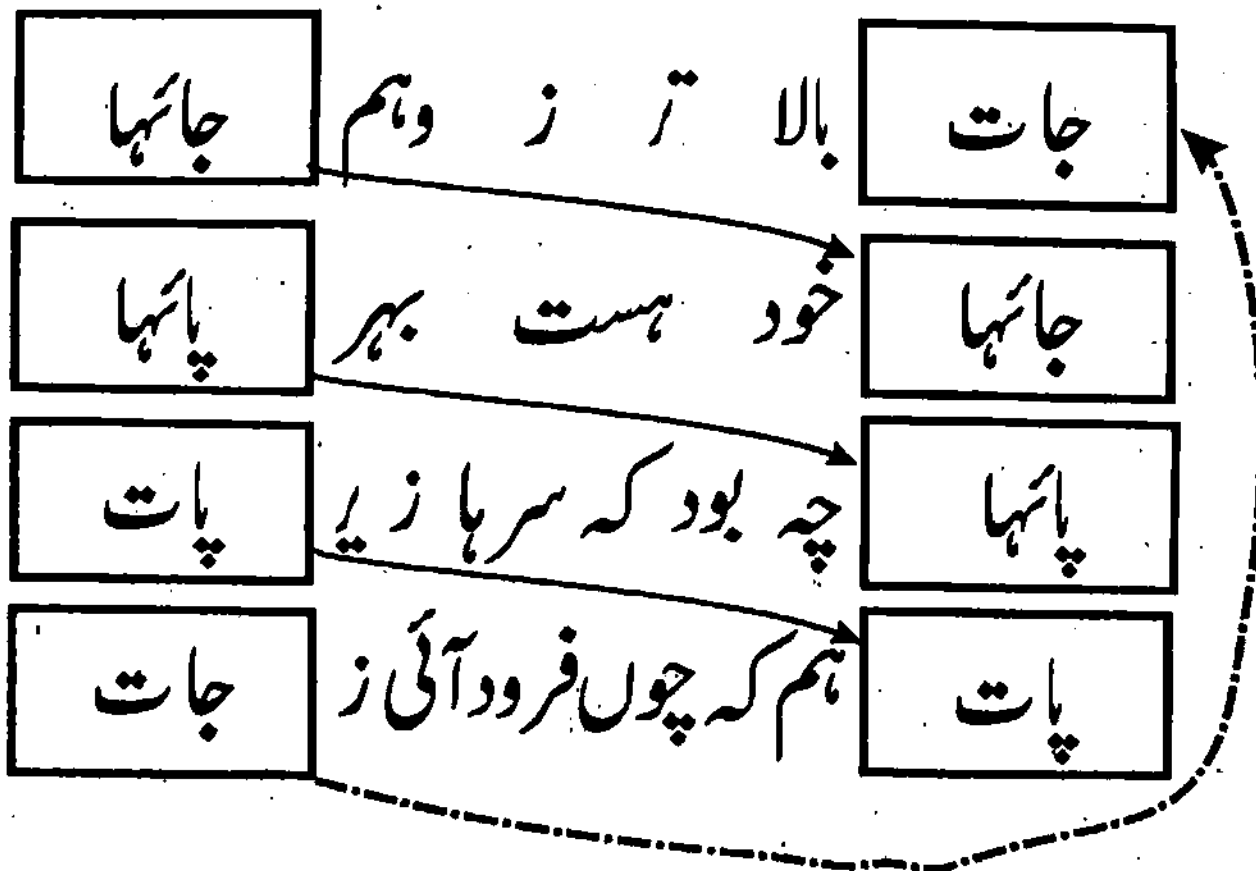 جات بالا تر ز وہم جائہا
جائہا خود ہست بہر پائہا
پائہا چہ بود کہ سرہا زیر پات
پات ہم کہ چوں فرود آئی ز جات